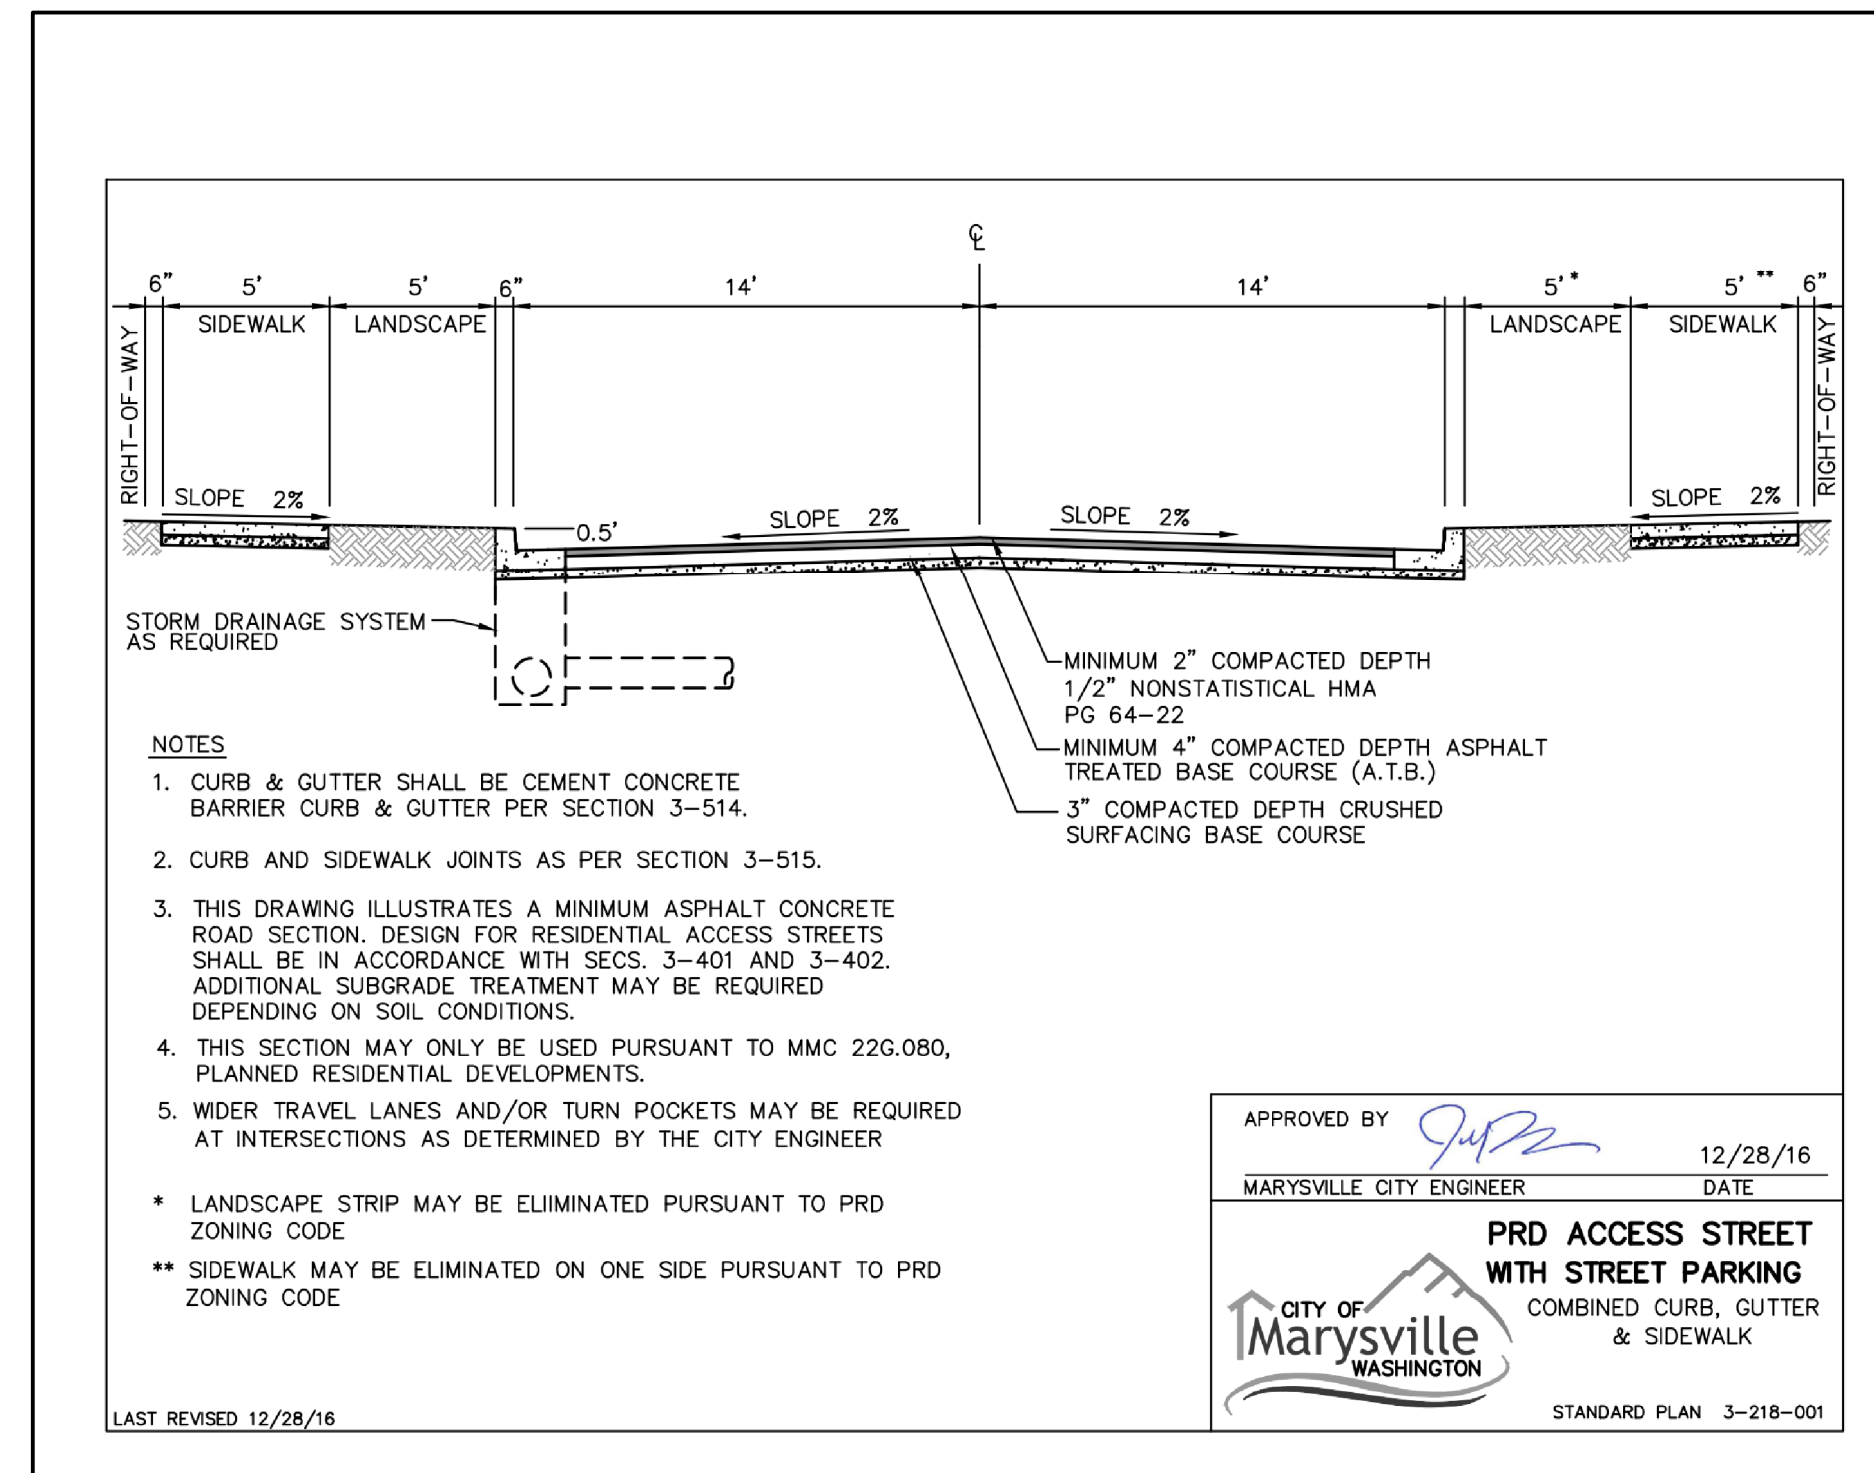 ℄
6" 5' 5' 6" 14' 14' 5'* 5' ** 6"
SIDEWALK LANDSCAPE LANDSCAPE SIDEWALK
RIGHT-OF-WAY
RIGHT-OF-WAY
SLOPE 2%
SLOPE 2%
0.5'
SLOPE 2%
SLOPE 2%
STORM DRAINAGE SYSTEM
AS REQUIRED
MINIMUM 2" COMPACTED DEPTH
1/2" NONSTATISTICAL HMA
PG 64-22
MINIMUM 4" COMPACTED DEPTH ASPHALT
TREATED BASE COURSE (A.T.B.)
3" COMPACTED DEPTH CRUSHED
SURFACING BASE COURSE
NOTES
1. CURB & GUTTER SHALL BE CEMENT CONCRETE
BARRIER CURB & GUTTER PER SECTION 3-514.
2. CURB AND SIDEWALK JOINTS AS PER SECTION 3-515.
3. THIS DRAWING ILLUSTRATES A MINIMUM ASPHALT CONCRETE
ROAD SECTION. DESIGN FOR RESIDENTIAL ACCESS STREETS
SHALL BE IN ACCORDANCE WITH SECS. 3-401 AND 3-402.
ADDITIONAL SUBGRADE TREATMENT MAY BE REQUIRED
DEPENDING ON SOIL CONDITIONS.
4. THIS SECTION MAY ONLY BE USED PURSUANT TO MMC 22G.080,
PLANNED RESIDENTIAL DEVELOPMENTS.
5. WIDER TRAVEL LANES AND/OR TURN POCKETS MAY BE REQUIRED
AT INTERSECTIONS AS DETERMINED BY THE CITY ENGINEER
* LANDSCAPE STRIP MAY BE ELIIMINATED PURSUANT TO PRD
ZONING CODE
** SIDEWALK MAY BE ELIMINATED ON ONE SIDE PURSUANT TO PRD
ZONING CODE
LAST REVISED 12/28/16
APPROVED BY
12/28/16
MARYSVILLE CITY ENGINEER DATE
CITY OF
Marysville
WASHINGTON
PRD ACCESS STREET
WITH STREET PARKING
COMBINED CURB, GUTTER
& SIDEWALK
STANDARD PLAN 3-218-001